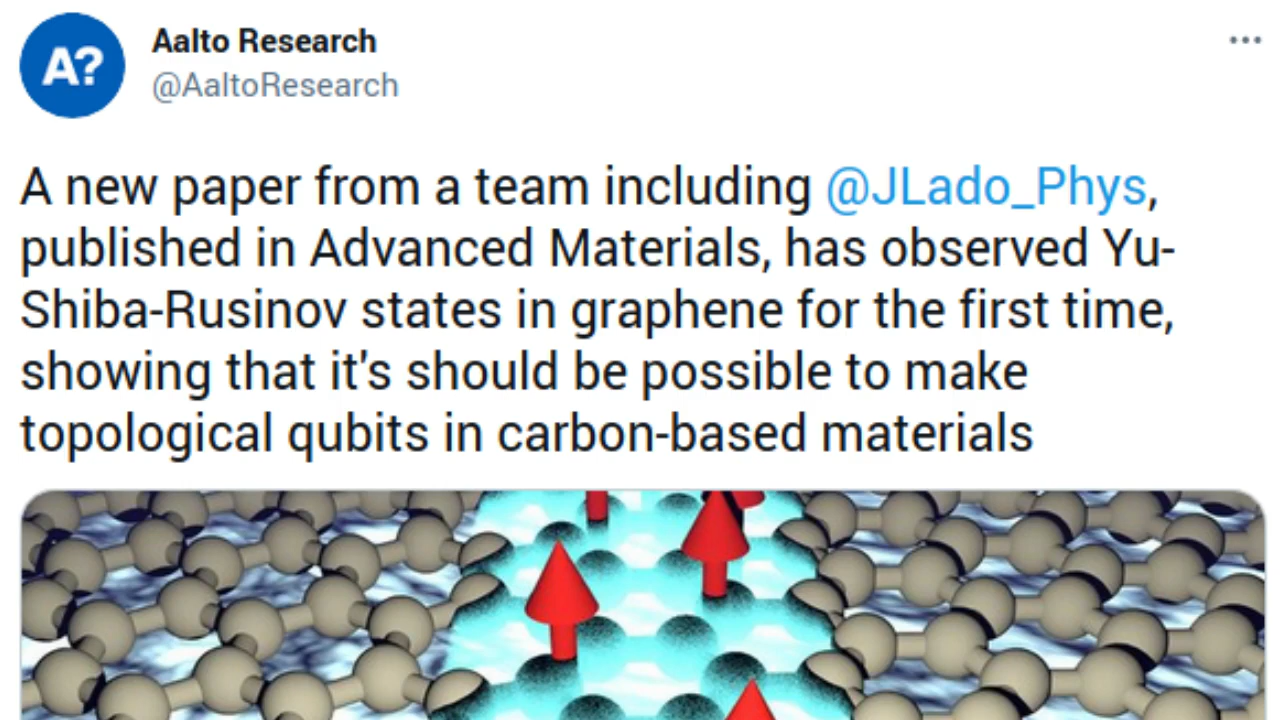 A?
Aalto Research
@AaltoResearch
A new paper from a team including @JLado_Phys,
published in Advanced Materials, has observed Yu-
Shiba-Rusinov states in graphene for the first time,
showing that it's should be possible to make
topological qubits in carbon-based materials